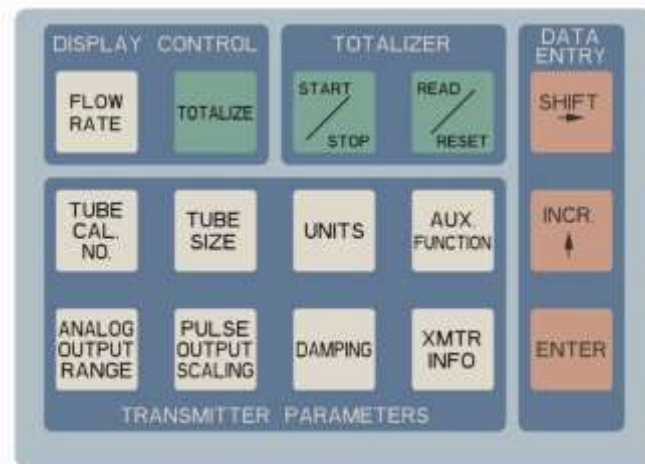 DISPLAY CONTROL
FLOW
RATE
TOTALIZE
TOTALIZER
START
STOP
READ
RESET
DATA
ENTRY
SHIFT
INCR.
ENTER
TUBE
CAL.
NO.
TUBE
SIZE
UNITS
AUX.
FUNCTION
ANALOG
OUTPUT
RANGE
PULSE
OUTPUT
SCALING
DAMPING
XMTR
INFO
TRANSMITTER PARAMETERS